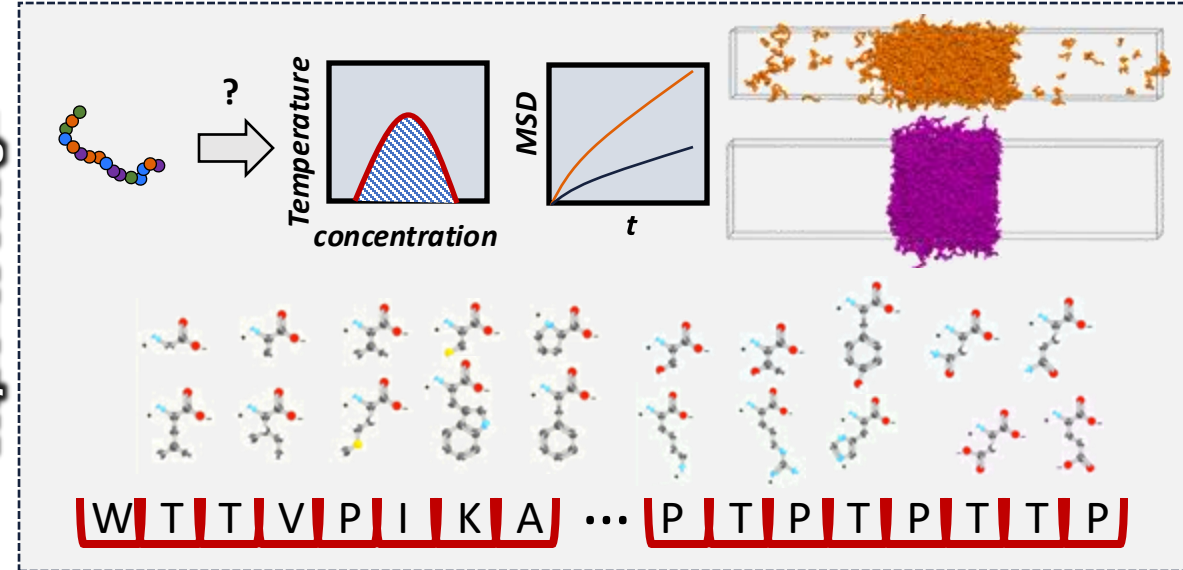 ?
Temperature
concentration
MSD
t
W T T V P I K A ... P T P T P T T P